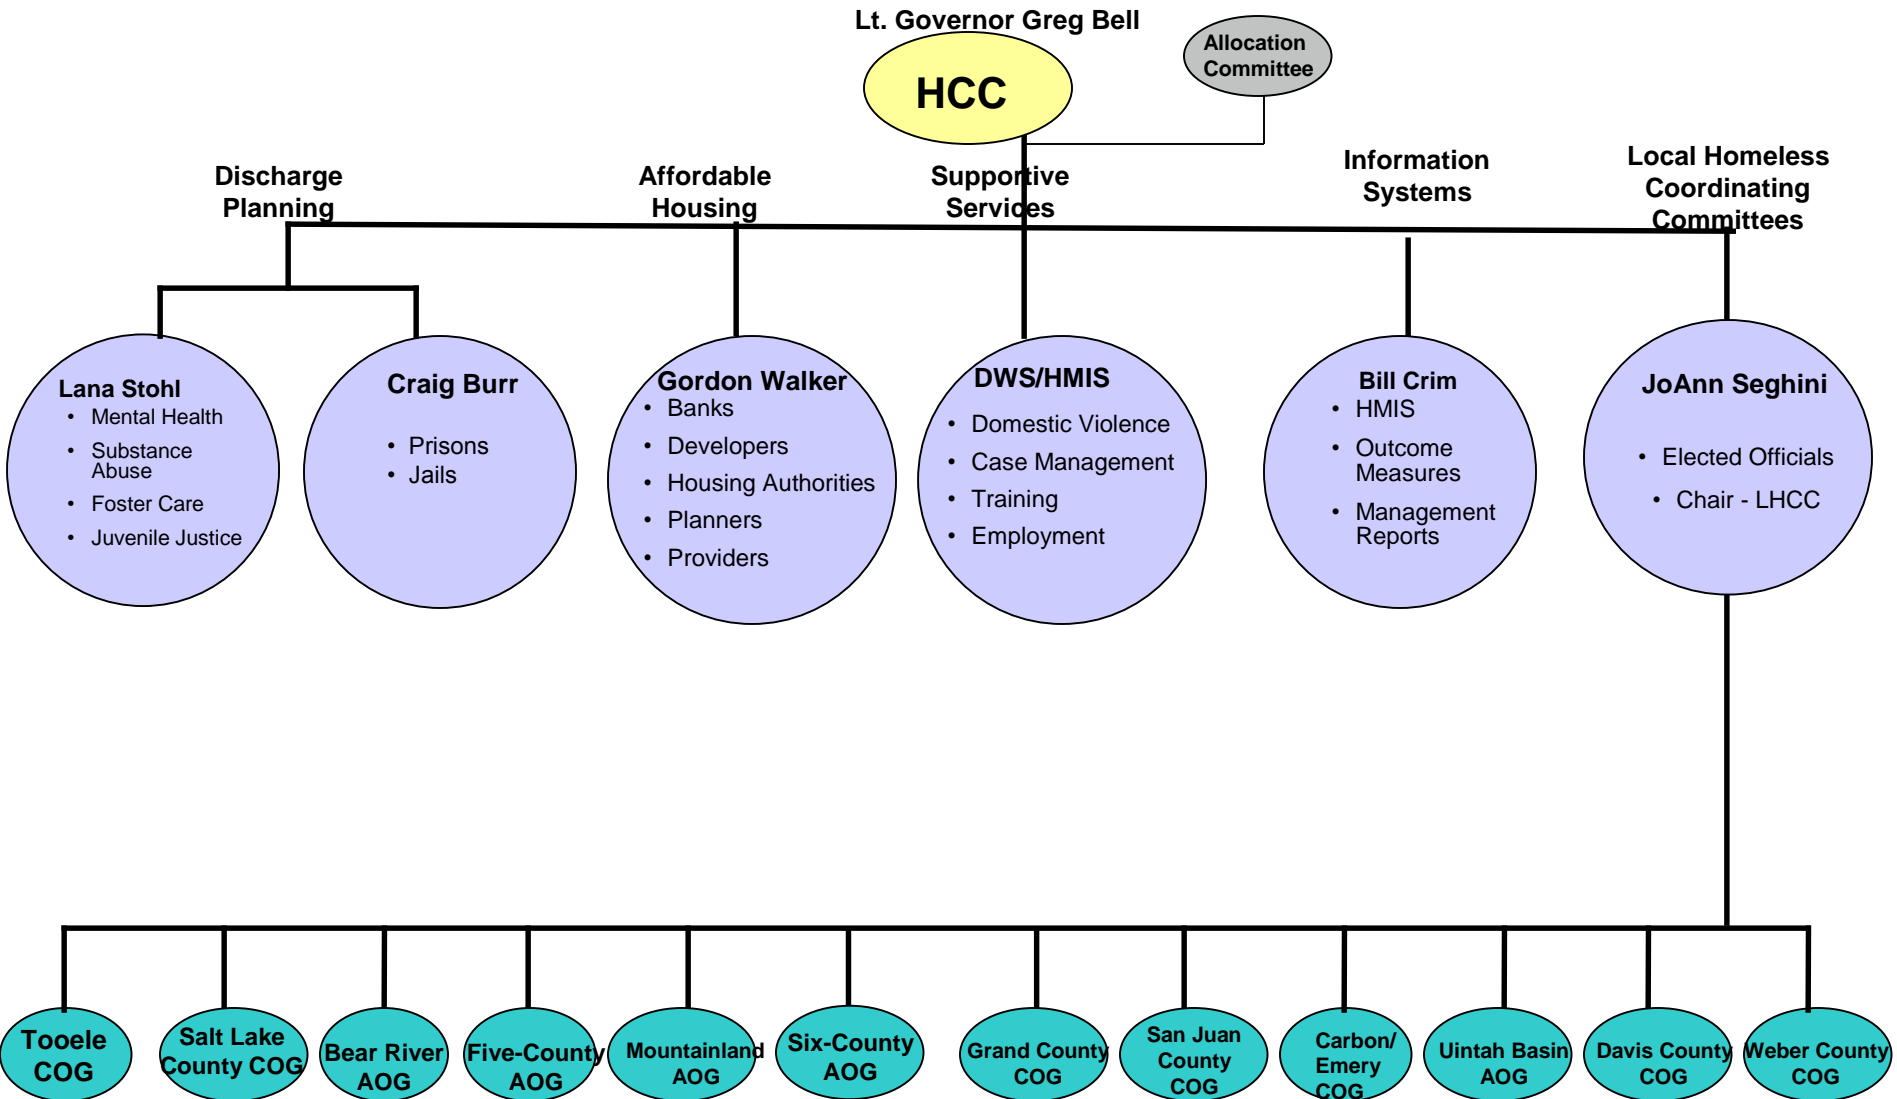 Lt. Governor Greg Bell
HCC
Allocation
Committee
Discharge
Planning
Affordable
Housing
Supportive
Services
Information
Systems
Local Homeless
Coordinating
Committees
Lana Stohl
• Mental Health
• Substance
Abuse
• Foster Care
• Juvenile Justice
Craig Burr
• Prisons
• Jails
Gordon Walker
• Banks
• Developers
• Housing Authorities
• Planners
• Providers
DWS/HMIS
• Domestic Violence
• Case Management
• Training
• Employment
Bill Crim
• HMIS
• Outcome
Measures
• Management
Reports
JoAnn Seghini
• Elected Officials
• Chair - LHCC
Tooele
COG
Salt Lake
County COG
Bear River
AOG
Five-County
AOG
Mountainland
AOG
Six-County
AOG
Grand County
COG
San Juan
County
COG
Carbon/
Emery
COG
Uintah Basin
AOG
Davis County
COG
Weber County
COG